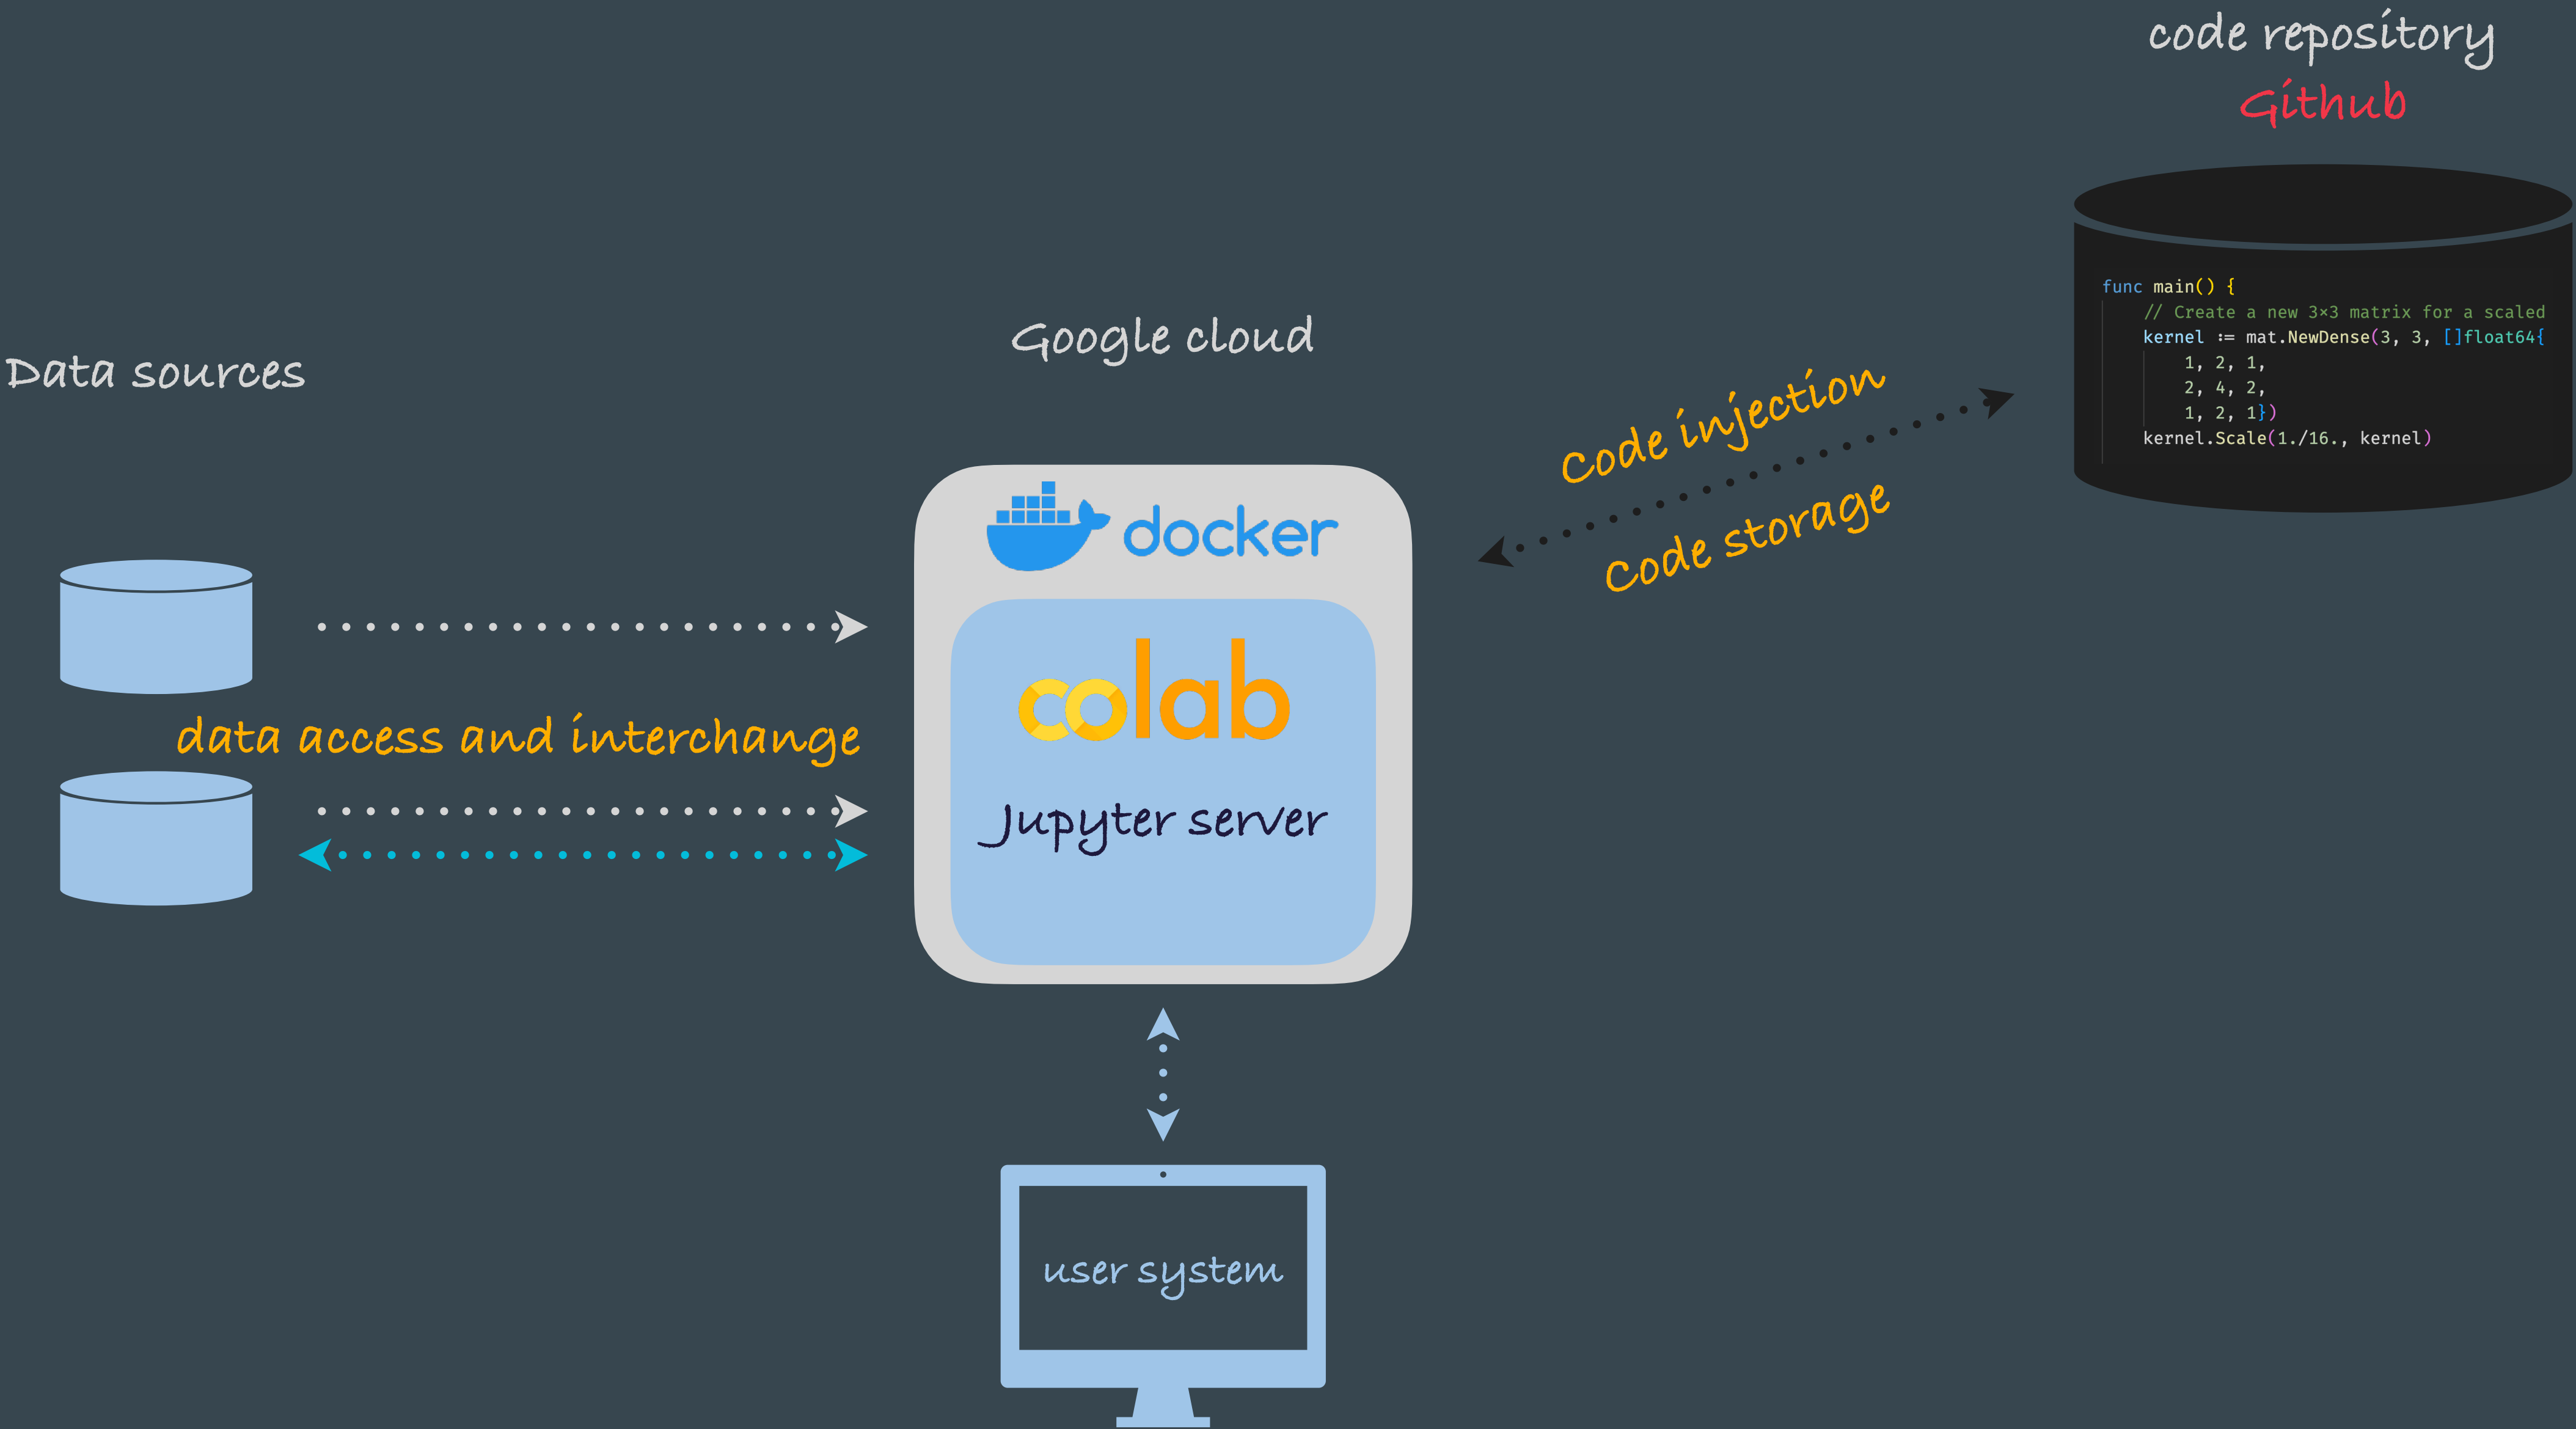 code repository
Github
func main() {
// Create a new 3×3 matrix for a scaled
kernel := mat.NewDense(3, 3, []float64{
1, 2, 1,
2, 4, 2,
1, 2, 1})
kernel.Scale(1./16., kernel)
Google cloud
Data sources
Code injection
Code storage
docker
colab
Jupyter server
data access and interchange
user system